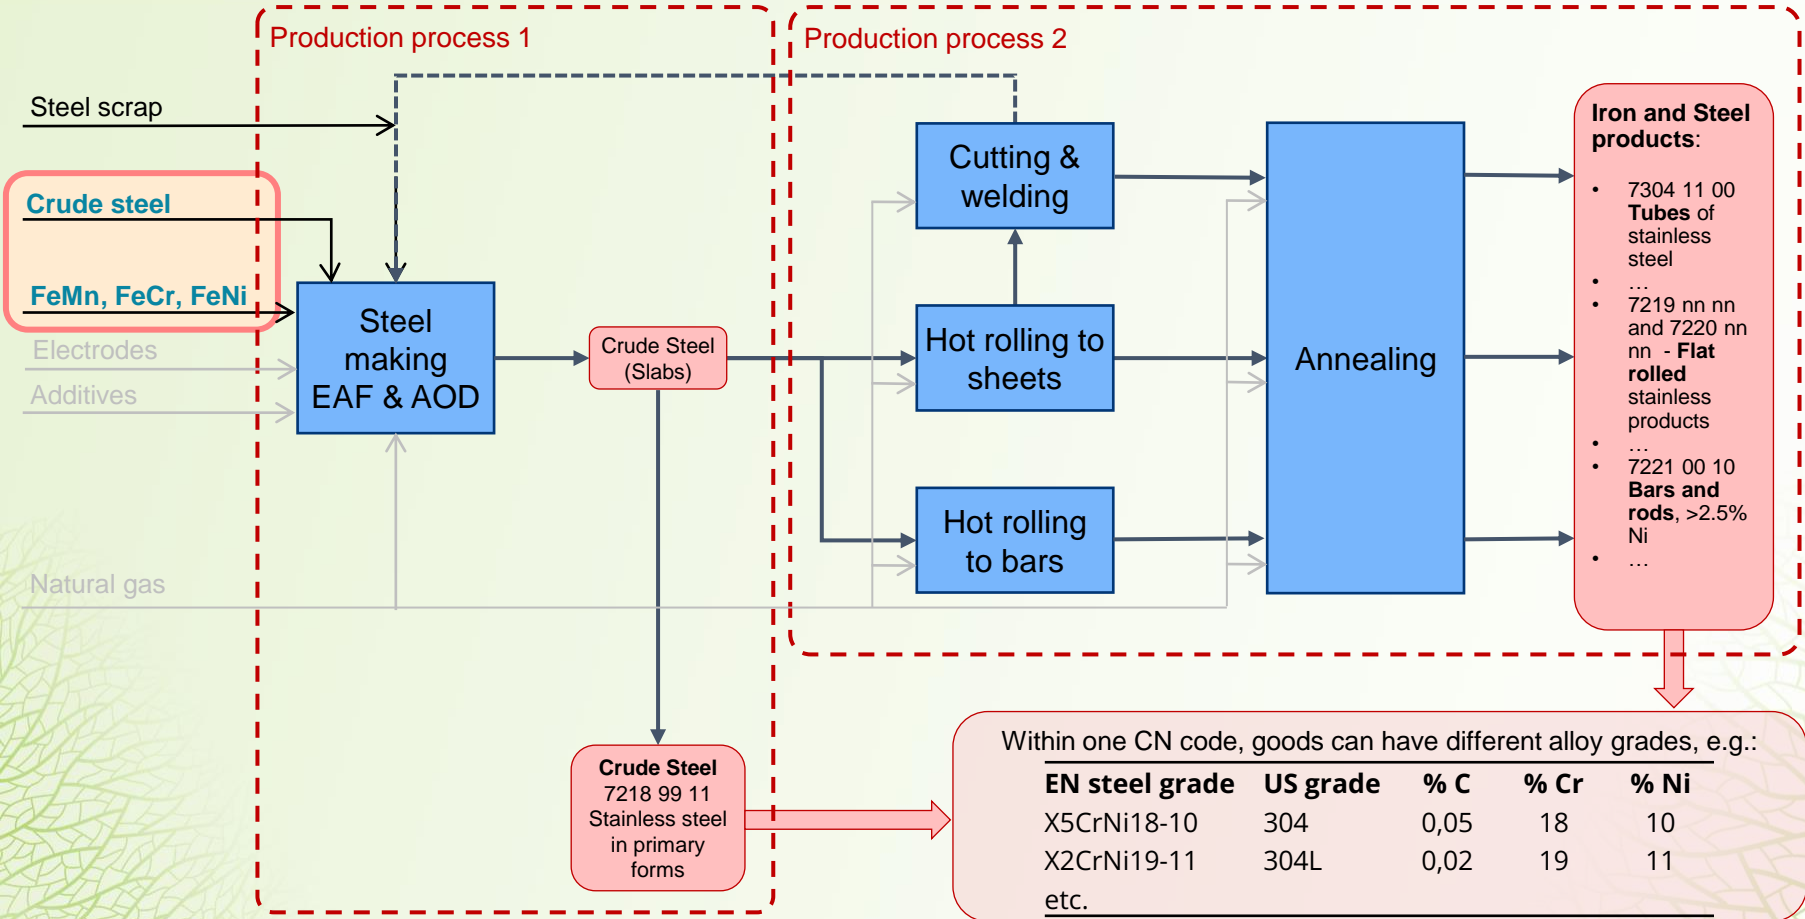 Production process 1
Production process 2
Steel scrap
Crude steel
FeMn, FeCr, FeNi
Electrodes
Additives
Natural gas
Steel
making
EAF & AOD
Crude Steel
(Slabs)
Cutting &
welding
Hot rolling to
sheets
Hot rolling
to bars
Annealing
Iron and Steel
products:
• 7304 11 00
Tubes of
stainless
steel
• …
• 7219 nn nn
and 7220 nn
nn - Flat
rolled
stainless
products
• …
• 7221 00 10
Bars and
rods, >2.5%
Ni
• …
Crude Steel
7218 99 11
Stainless steel
in primary
forms
Within one CN code, goods can have different alloy grades, e.g.:
EN steel grade US grade % C % Cr % Ni
X5CrNi18-10 304 0,05 18 10
X2CrNi19-11 304L 0,02 19 11
etc.